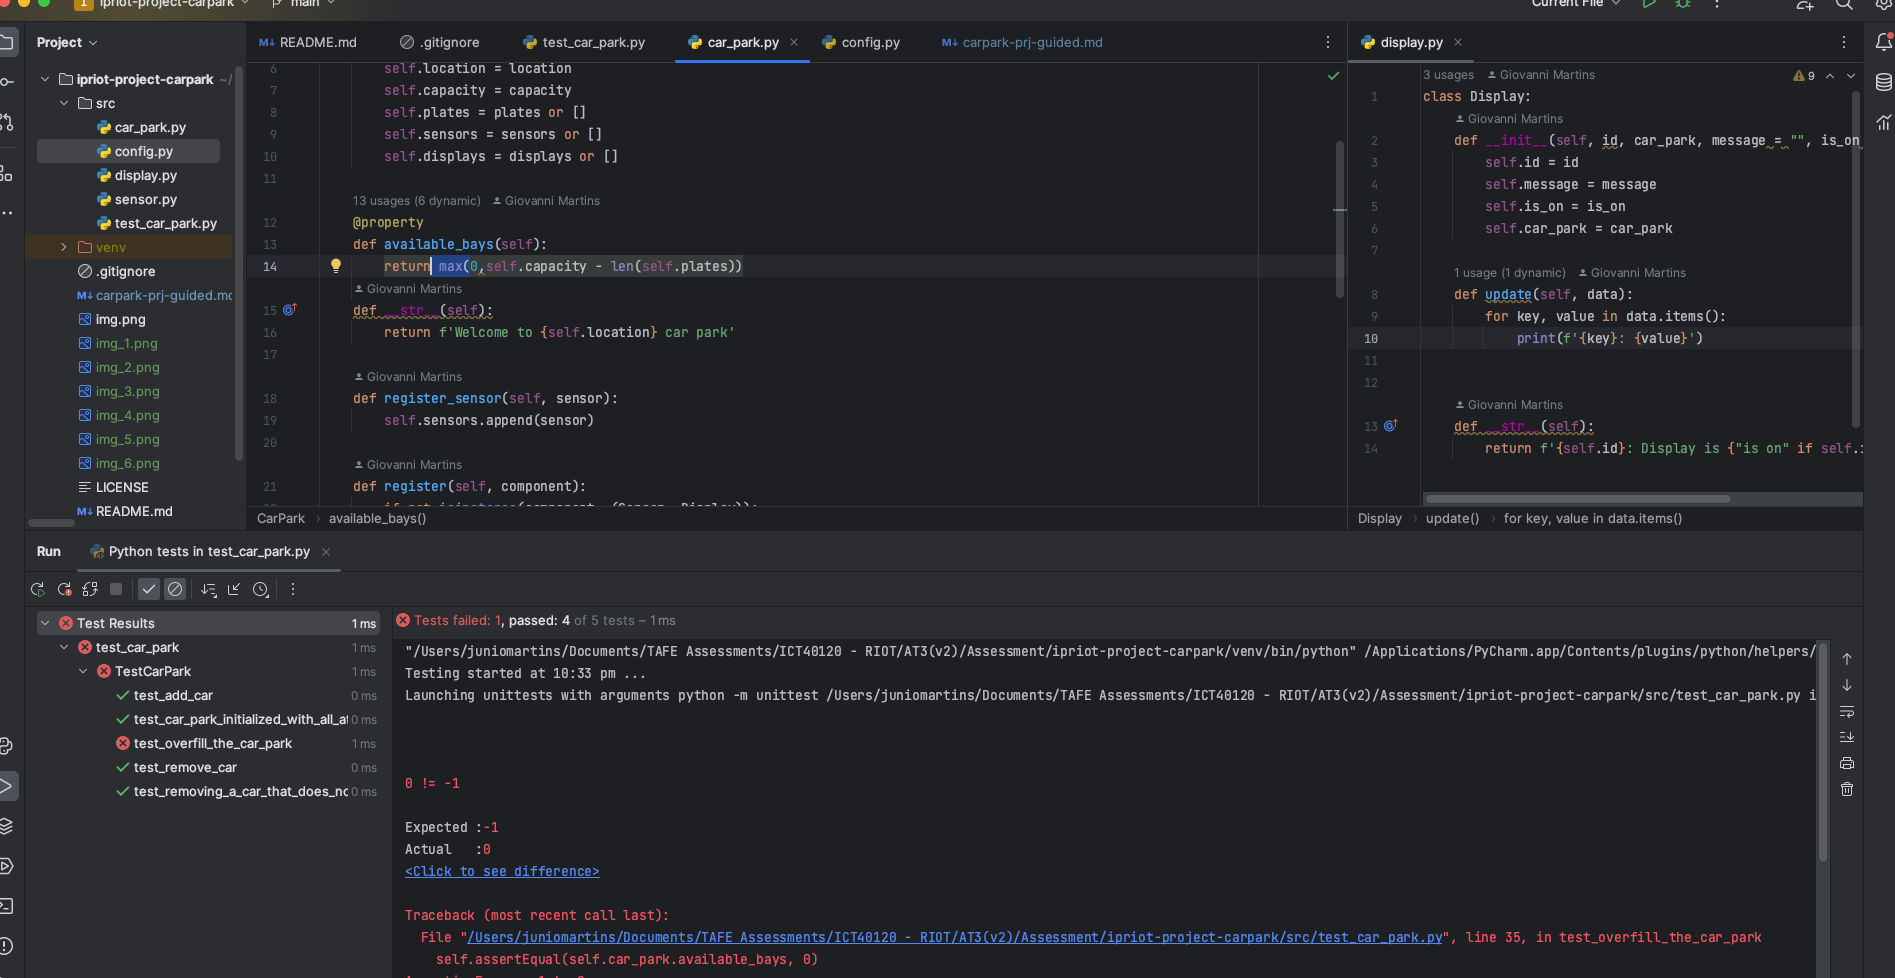 ipriot-project-carpark
main
Current File
Project
README.md
.gitignore
test_car_park.py
car_park.py
config.py
carpark-prj-guided.md
display.py
ipriot-project-carpark ~/
src
car_park.py
config.py
display.py
sensor.py
test_car_park.py
venv
.gitignore
carpark-prj-guided.md
img.png
img_1.png
img_2.png
img_3.png
img_4.png
img_5.png
img_6.png
LICENSE
README.md
6 self.location = location
7 self.capacity = capacity
8 self.plates = plates or []
9 self.sensors = sensors or []
10 self.displays = displays or []
11
13 usages (6 dynamic) Giovanni Martins
12 @property
13 def available_bays(self):
14 return max(0,self.capacity - len(self.plates))
Giovanni Martins
15 def __str__(self):
16 return f'Welcome to {self.location} car park'
17
Giovanni Martins
18 def register_sensor(self, sensor):
19 self.sensors.append(sensor)
20
Giovanni Martins
21 def register(self, component):
CarPark > available_bays()
3 usages Giovanni Martins
9
1 class Display:
Giovanni Martins
2 def __init__(self, id, car_park, message = "", is_on
3 self.id = id
4 self.message = message
5 self.is_on = is_on
6 self.car_park = car_park
7
1 usage (1 dynamic) Giovanni Martins
8 def update(self, data):
9 for key, value in data.items():
10 print(f'{key}: {value}')
11
12
Giovanni Martins
13 def __str__(self):
14 return f'{self.id}: Display is {"is on" if self.i
Display > update() > for key, value in data.items()
Run
Python tests in test_car_park.py
Test Results 1 ms
test_car_park 1 ms
TestCarPark 1 ms
test_add_car 0 ms
test_car_park_initialized_with_all_at 0 ms
test_overfill_the_car_park 1 ms
test_remove_car 0 ms
test_removing_a_car_that_does_no 0 ms
Tests failed: 1, passed: 4 of 5 tests – 1 ms
"/Users/juniomartins/Documents/TAFE Assessments/ICT40120 - RIOT/AT3(v2)/Assessment/ipriot-project-carpark/venv/bin/python" /Applications/PyCharm.app/Contents/plugins/python/helpers/
Testing started at 10:33 pm ...
Launching unittests with arguments python -m unittest /Users/juniomartins/Documents/TAFE Assessments/ICT40120 - RIOT/AT3(v2)/Assessment/ipriot-project-carpark/src/test_car_park.py i
0 != -1
Expected :-1
Actual :0
<Click to see difference>
Traceback (most recent call last):
File "/Users/juniomartins/Documents/TAFE Assessments/ICT40120 - RIOT/AT3(v2)/Assessment/ipriot-project-carpark/src/test_car_park.py", line 35, in test_overfill_the_car_park
self.assertEqual(self.car_park.available_bays, 0)